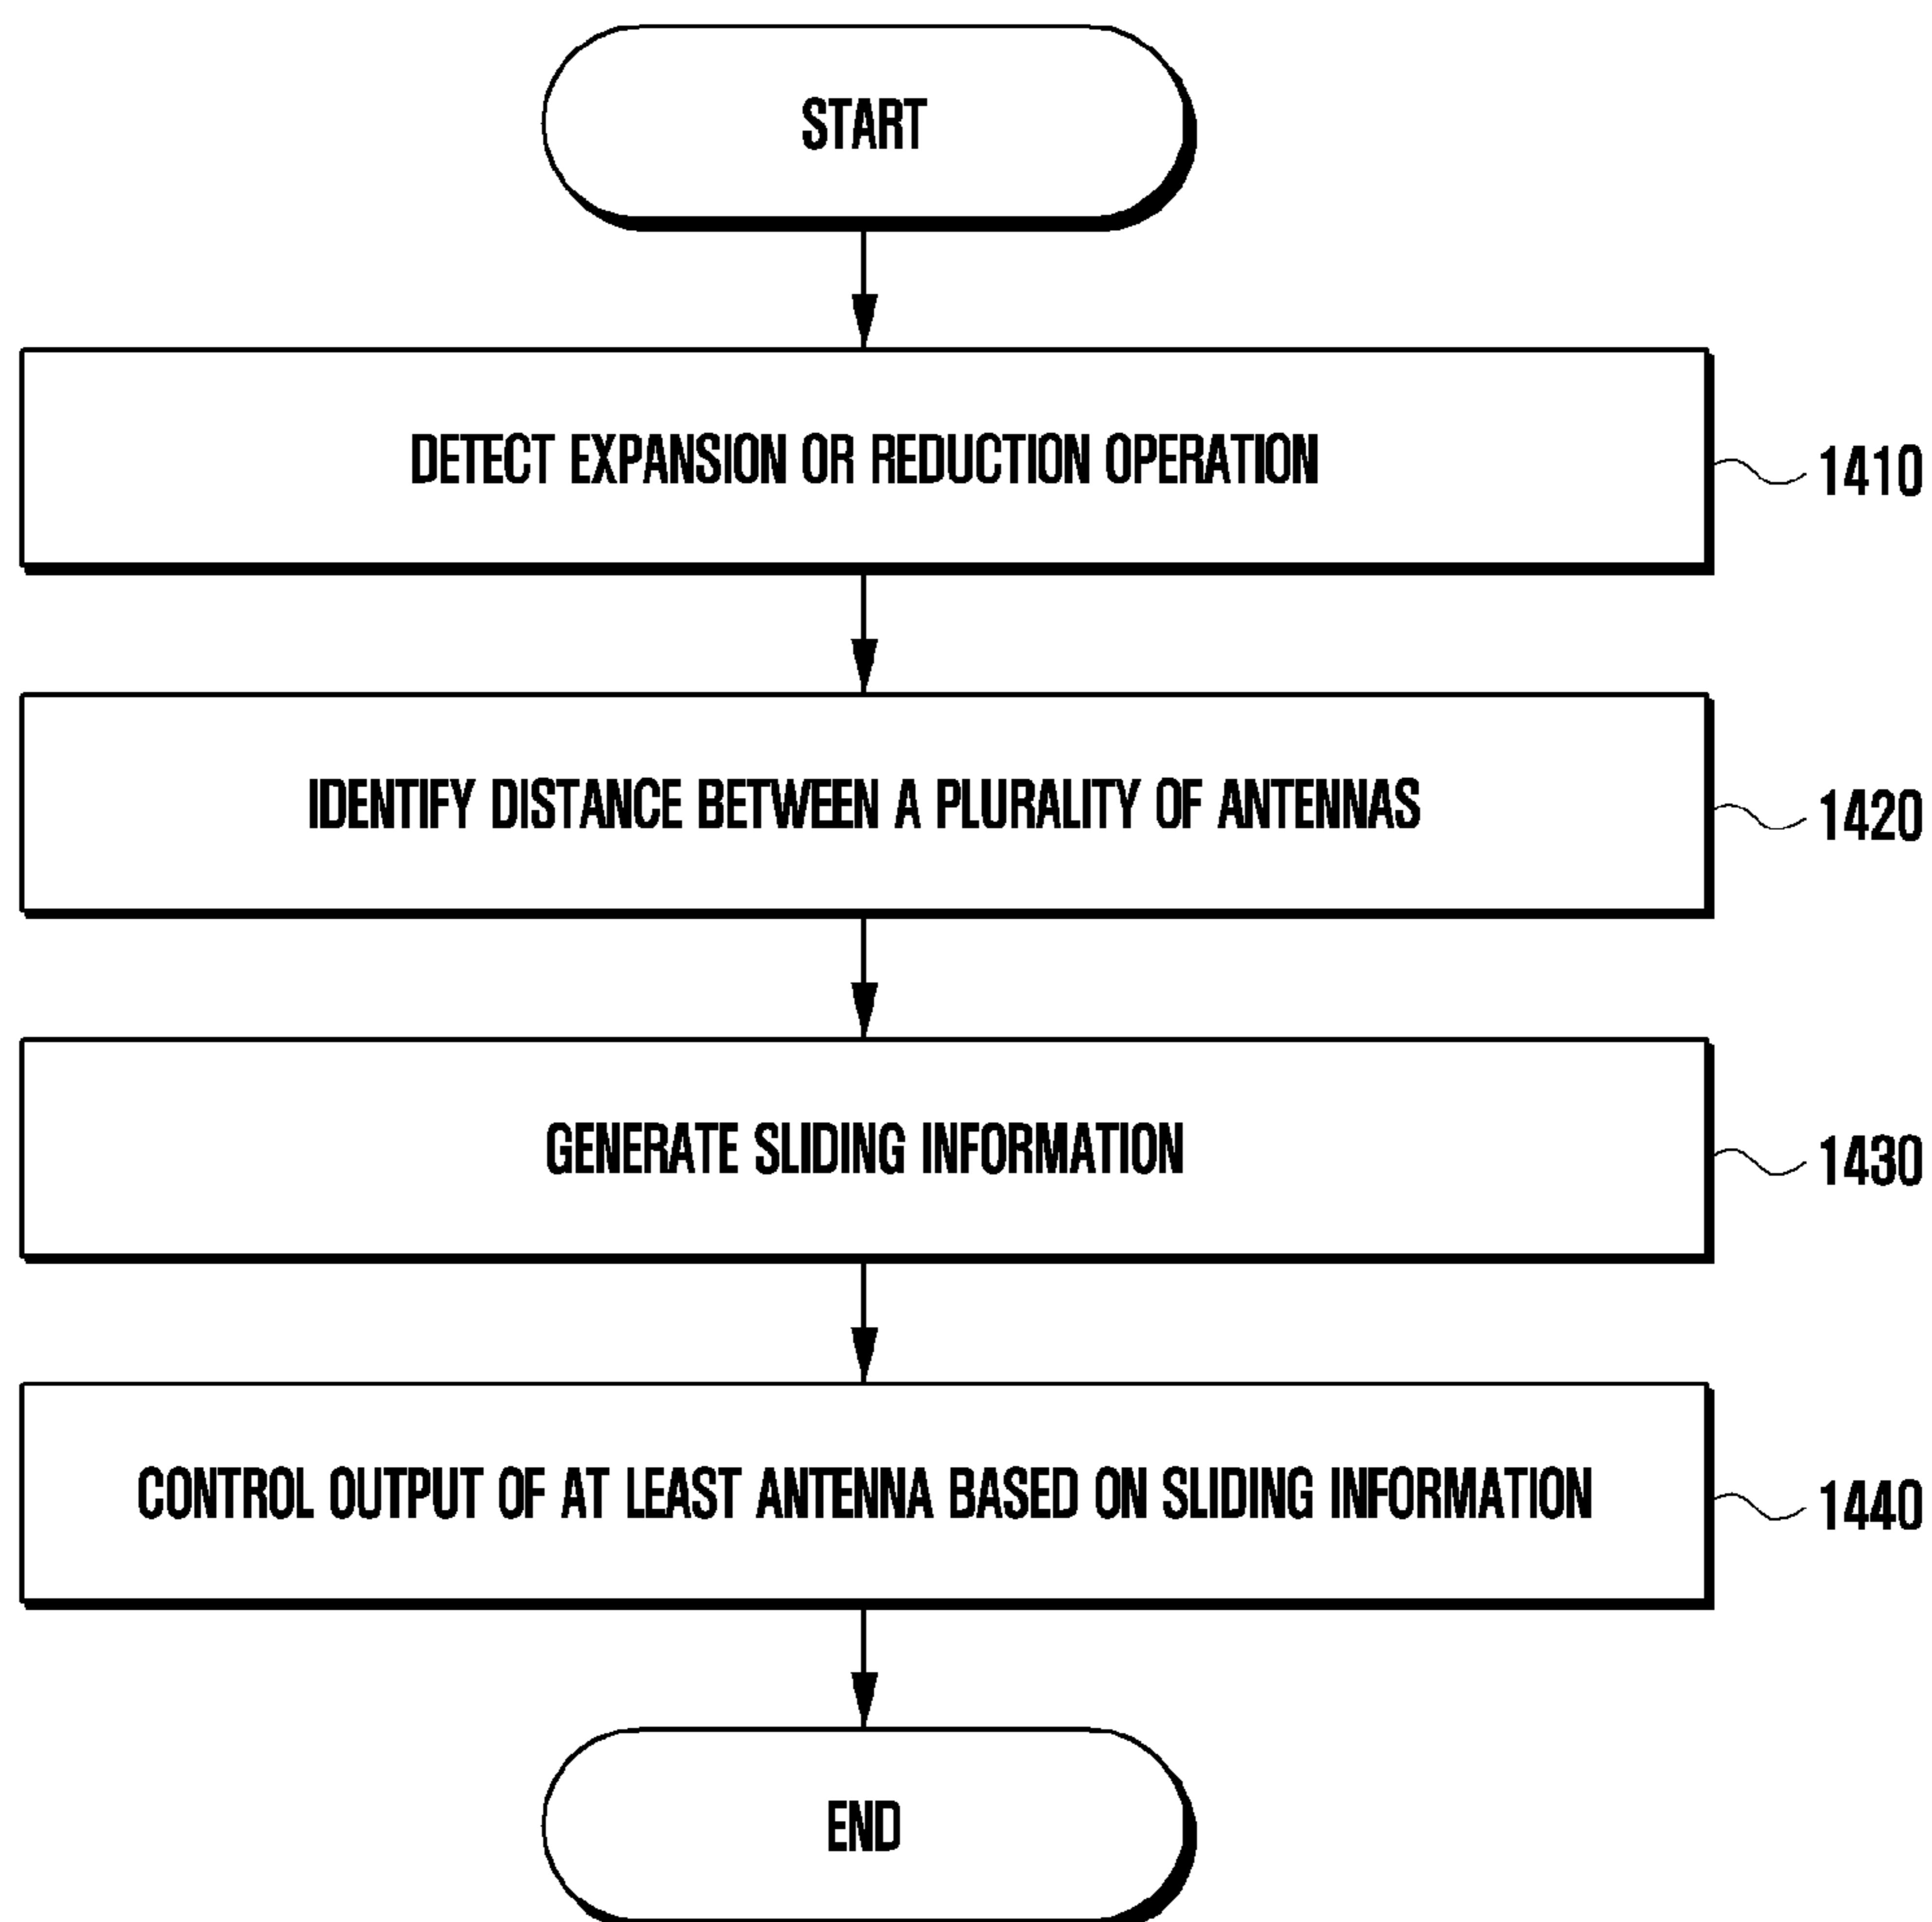 START
DETECT EXPANSION OR REDUCTION OPERATION
1410
IDENTIFY DISTANCE BETWEEN A PLURALITY OF ANTENNAS
1420
GENERATE SLIDING INFORMATION
1430
CONTROL OUTPUT OF AT LEAST ANTENNA BASED ON SLIDING INFORMATION
1440
END